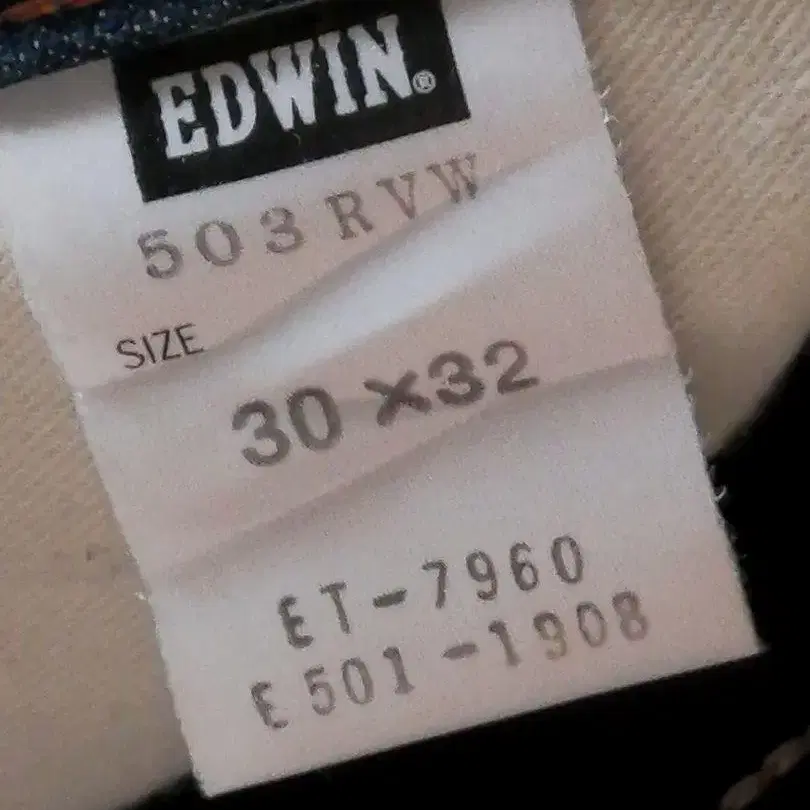 EDWIN®
503 RVW
SIZE
30 ×32
ET-7960
E501-1908